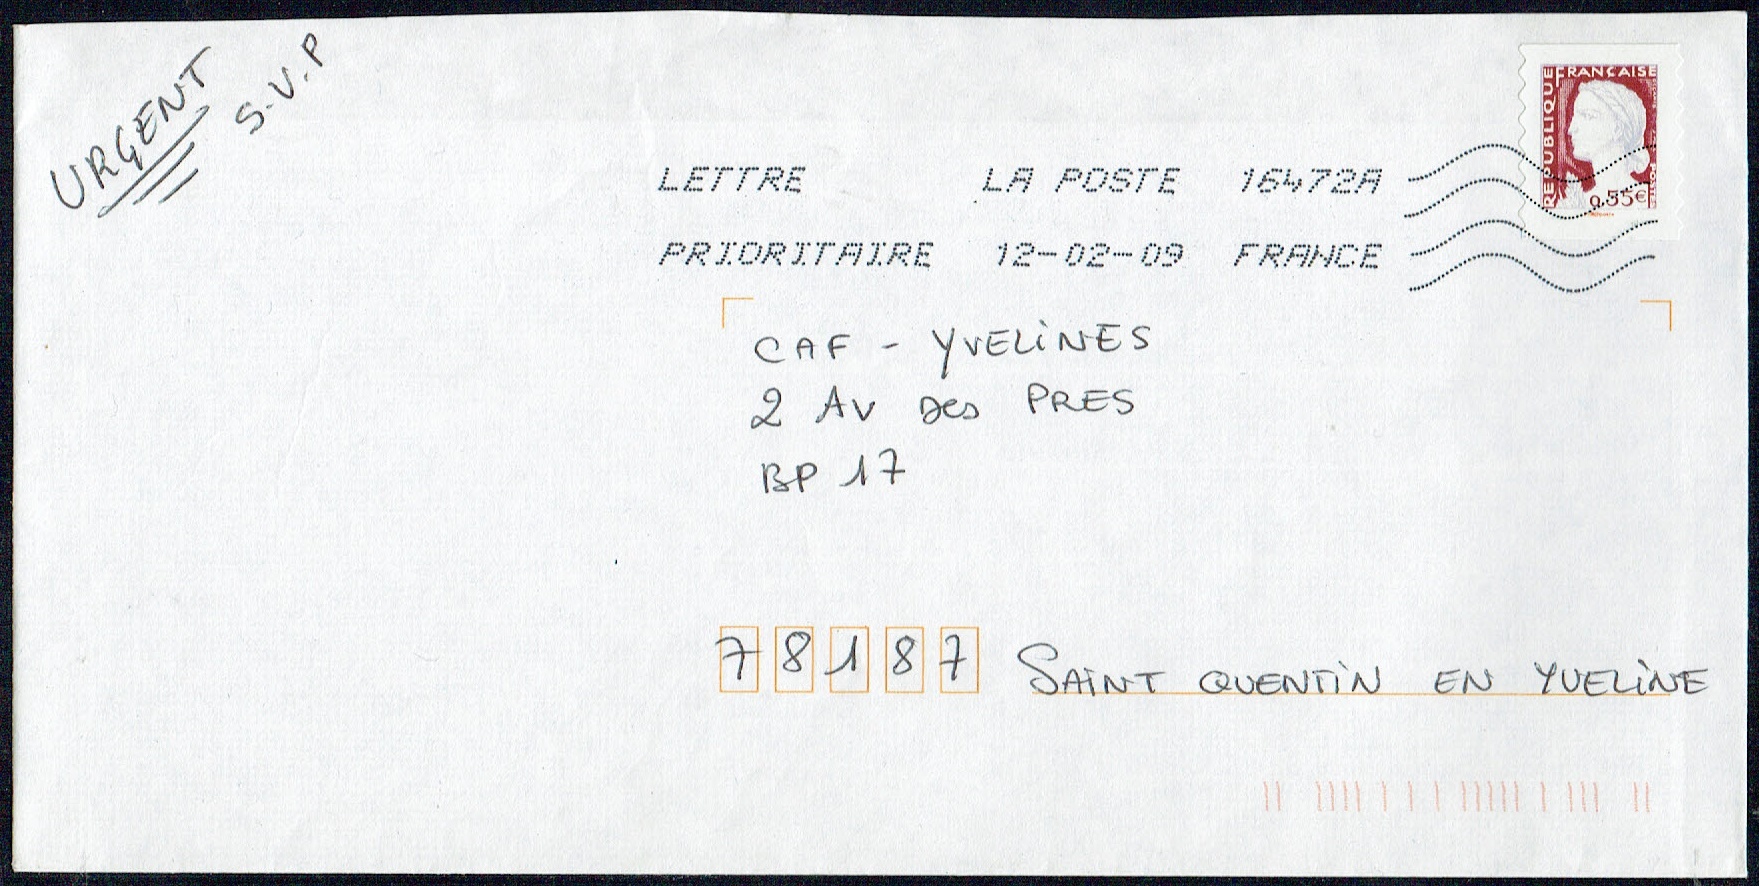 URGENT
S.V.P
RÉPUBLIQUE FRANÇAISE
0,55€
LETTRE LA POSTE 16472A
PRIORITAIRE 12-02-09 FRANCE
CAF - YVELINES
2 AV Des PRES
BP 17
78187 SAINT QUENTIN EN YVELINE